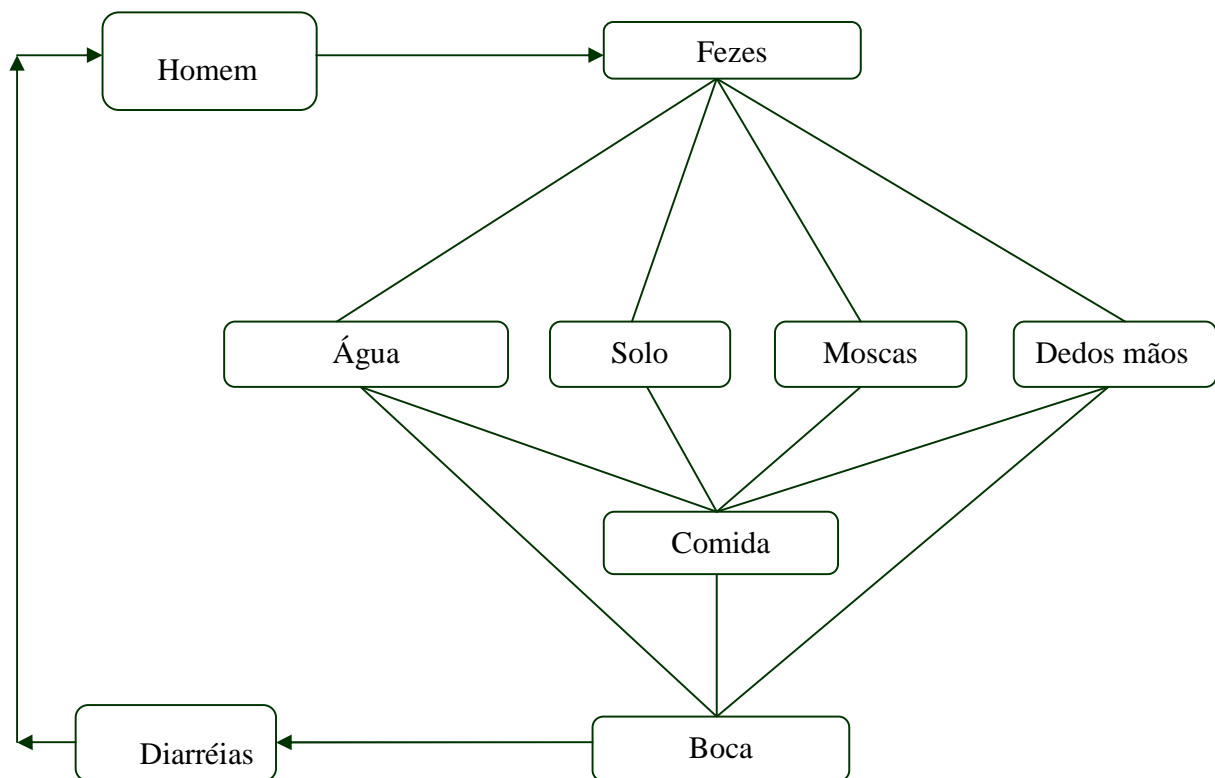 Homem
Fezes
Água
Solo
Moscas
Dedos mãos
Comida
Diarréias
Boca